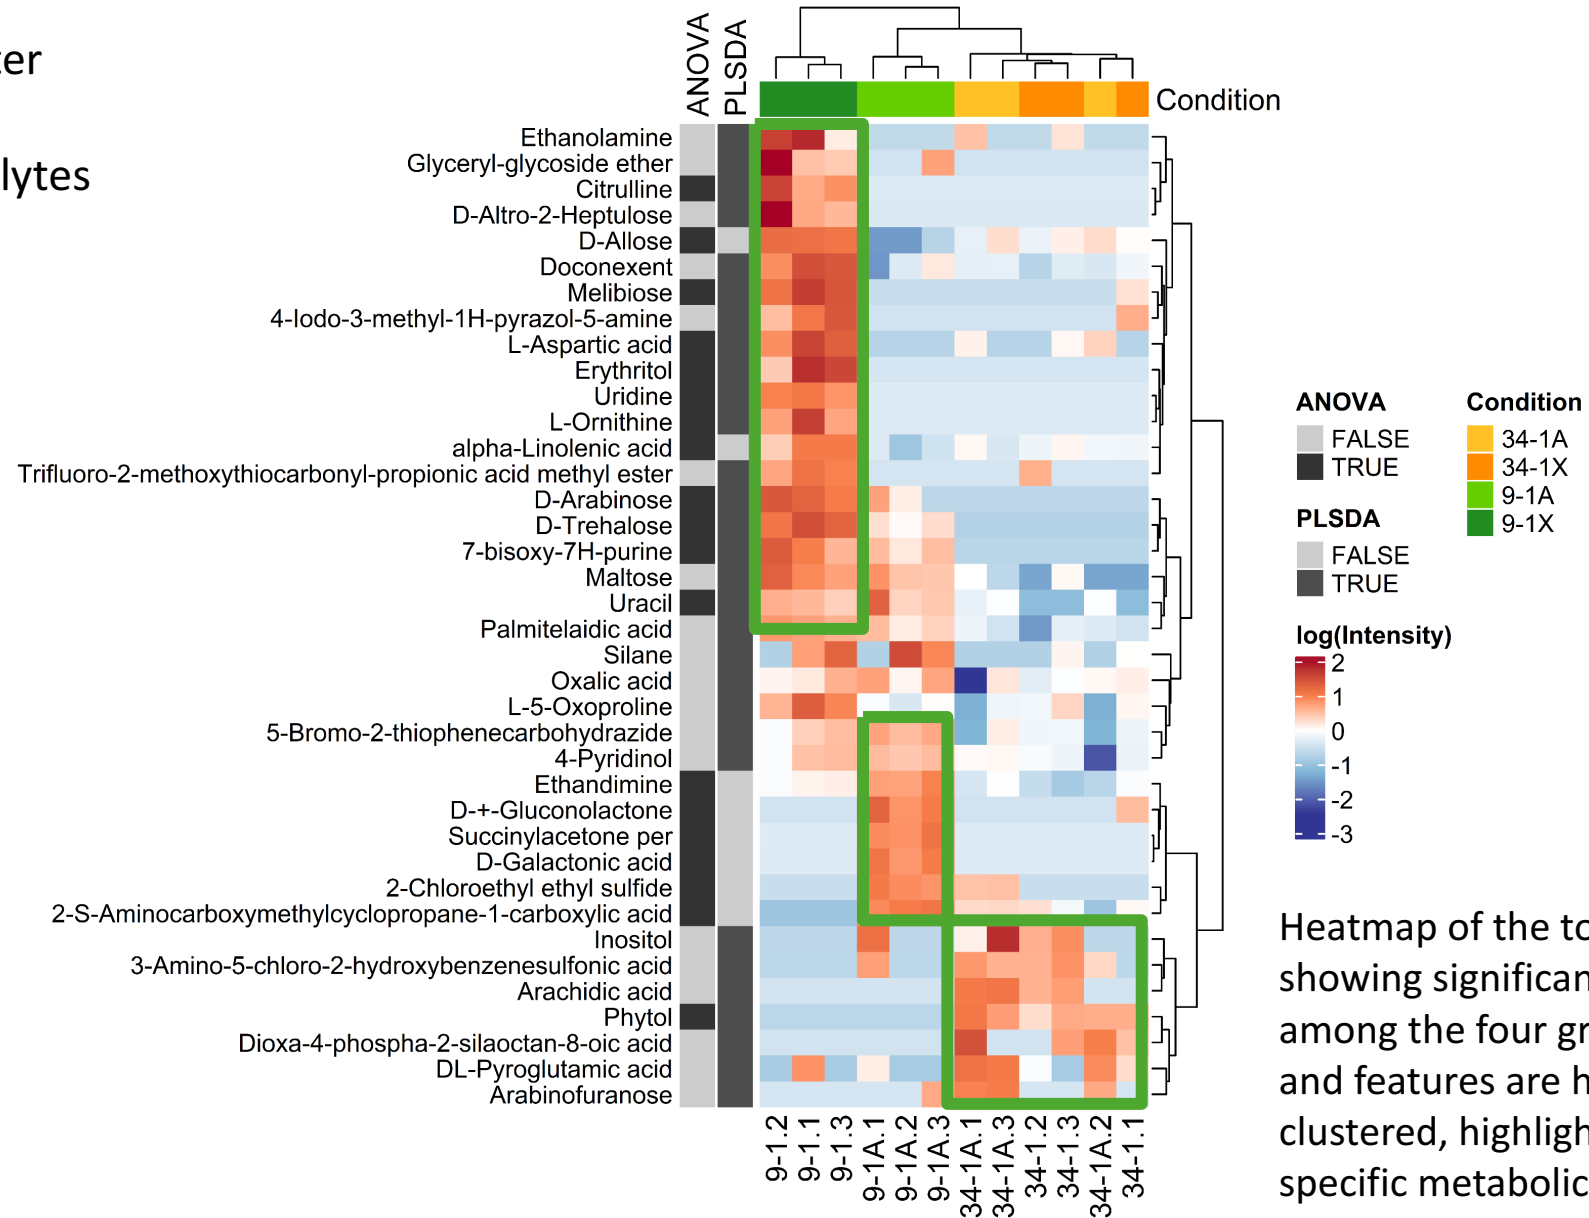 ter
lytes
ANOVA
PLSDA
Condition
Ethanolamine
Glyceryl-glycoside ether
Citrulline
D-Altro-2-Heptulose
D-Allose
Doconexent
Melibiose
4-Iodo-3-methyl-1H-pyrazol-5-amine
L-Aspartic acid
Erythritol
Uridine
L-Ornithine
alpha-Linolenic acid
Trifluoro-2-methoxythiocarbonyl-propionic acid methyl ester
D-Arabinose
D-Trehalose
7-bisoxy-7H-purine
Maltose
Uracil
Palmitelaidic acid
Silane
Oxalic acid
L-5-Oxoproline
5-Bromo-2-thiophenecarbohydrazide
4-Pyridinol
Ethandimine
D-+-Gluconolactone
Succinylacetone per
D-Galactonic acid
2-Chloroethyl ethyl sulfide
2-S-Aminocarboxymethylcyclopropane-1-carboxylic acid
Inositol
3-Amino-5-chloro-2-hydroxybenzenesulfonic acid
Arachidic acid
Phytol
Dioxa-4-phospha-2-silaoctan-8-oic acid
DL-Pyroglutamic acid
Arabinofuranose
9-1.2
9-1.1
9-1.3
9-1A.1
9-1A.2
9-1A.3
34-1A.1
34-1A.3
34-1.2
34-1.3
34-1A.2
34-1.1
ANOVA
FALSE
TRUE
PLSDA
FALSE
TRUE
log(Intensity)
2
1
0
-1
-2
-3
Condition
34-1A
34-1X
9-1A
9-1X
Heatmap of the to
showing significan
among the four gr
and features are h
clustered, highligh
specific metabolic